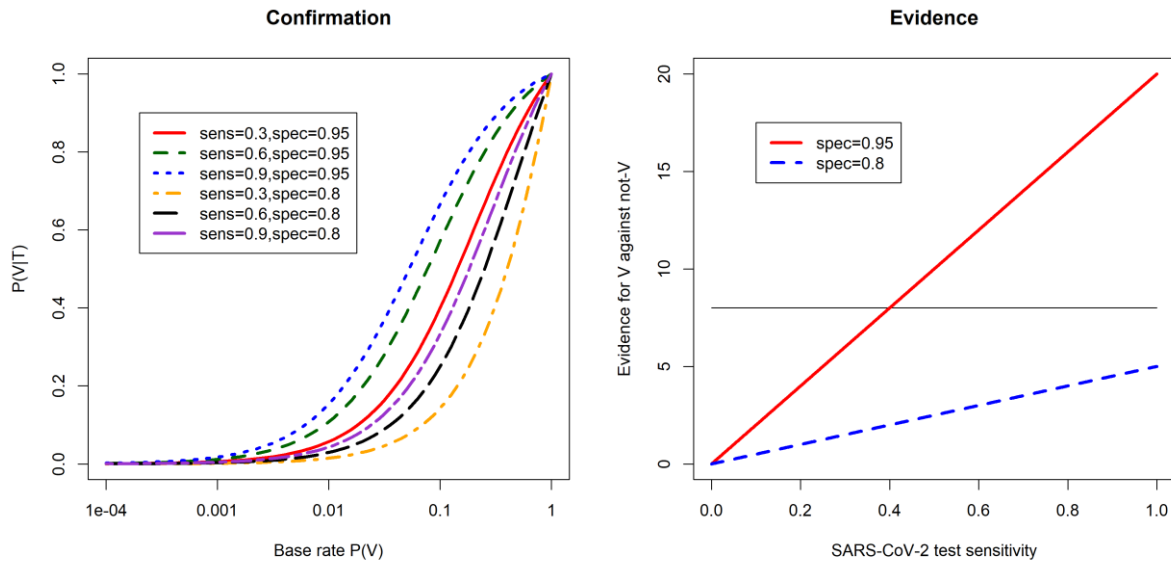 Confirmation
P(V|T)
1.0
0.8
0.6
0.4
0.2
0.0
sens=0.3,spec=0.95
sens=0.6,spec=0.95
sens=0.9,spec=0.95
sens=0.3,spec=0.8
sens=0.6,spec=0.8
sens=0.9,spec=0.8
1e-04 0.001 0.01 0.1 1
Base rate P(V)
Evidence
Evidence for V against not-V
20
15
10
5
0
spec=0.95
spec=0.8
0.0 0.2 0.4 0.6 0.8 1.0
SARS-CoV-2 test sensitivity